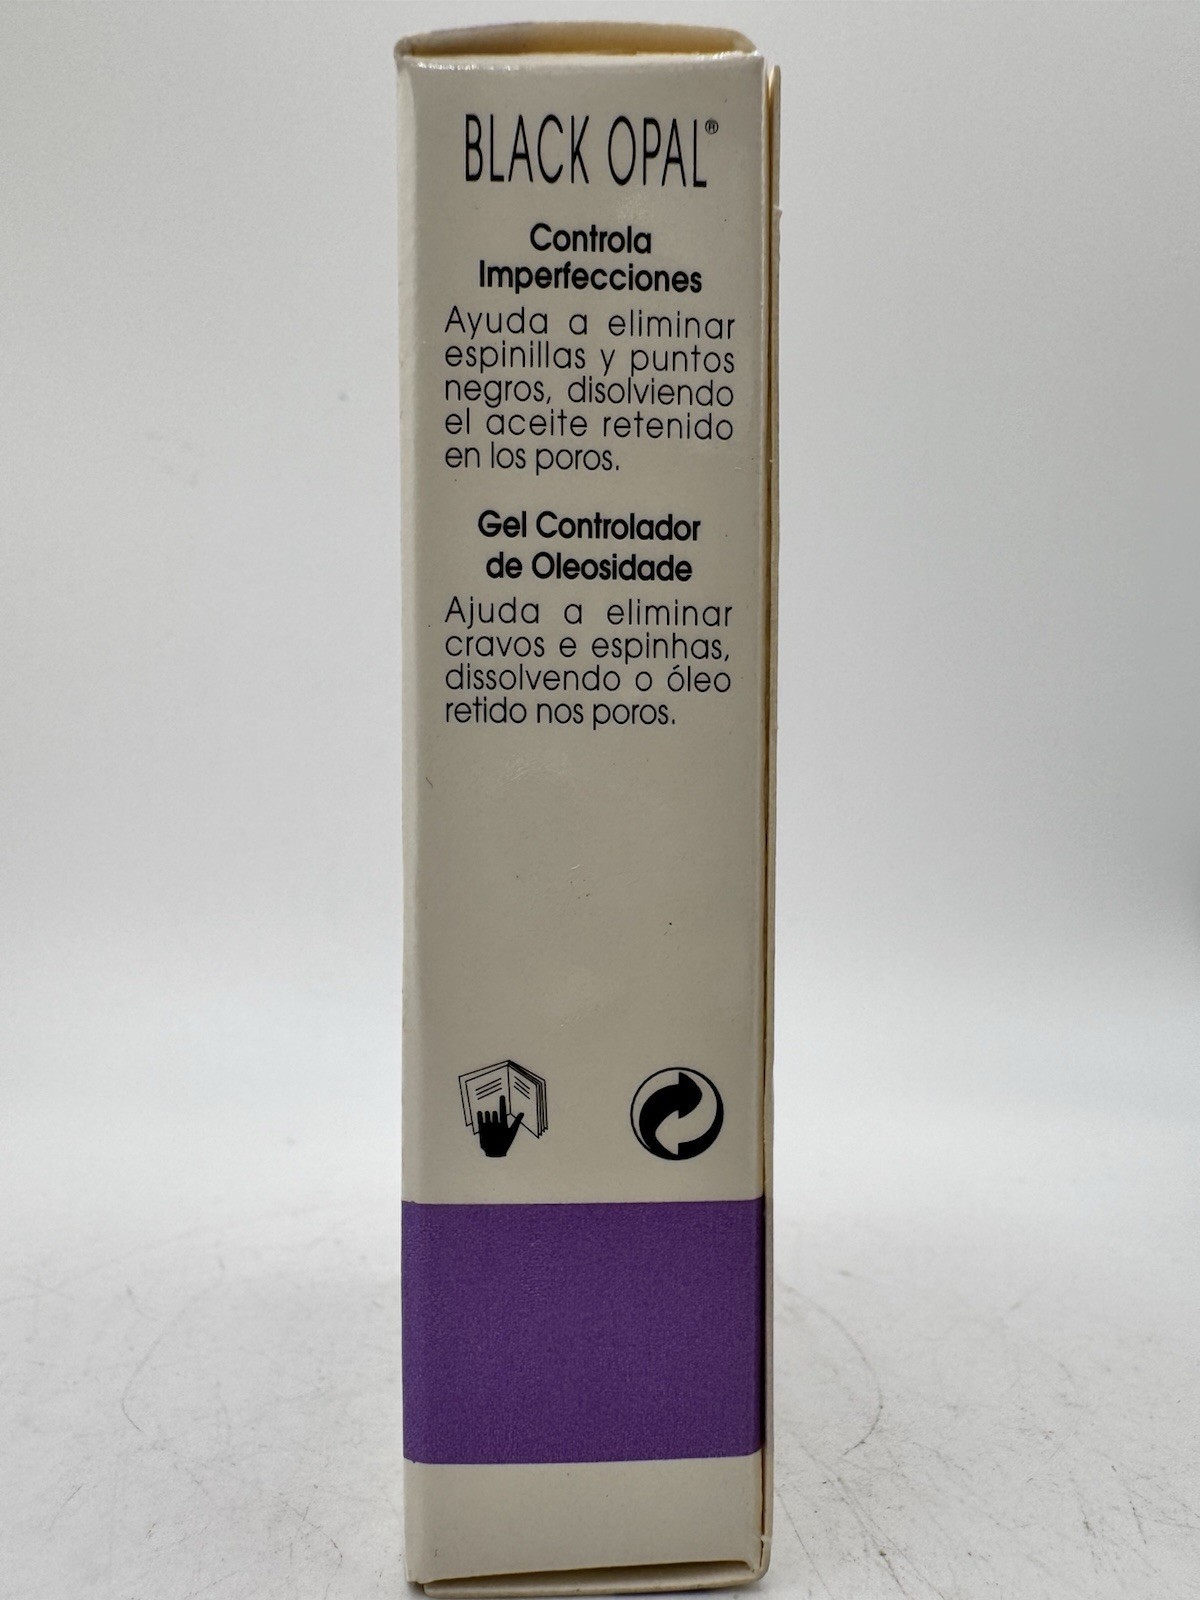 BLACK OPAL®
Controla
Imperfecciones
Ayuda a eliminar
espinillas y puntos
negros, disolviendo
el aceite retenido
en los poros.
Gel Controlador
de Oleosidade
Ajuda a eliminar
cravos e espinhas,
dissolvendo o óleo
retido nos poros.